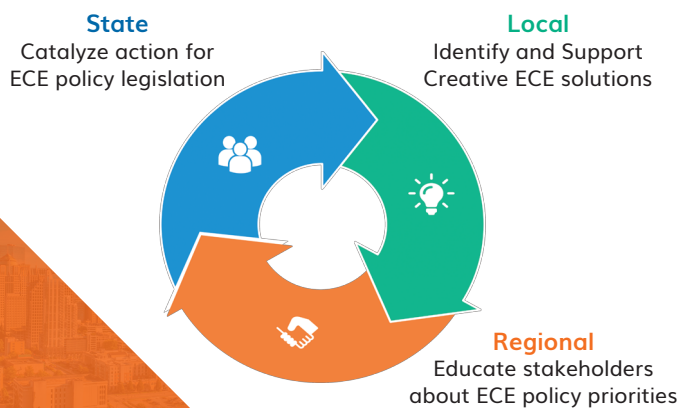 State
Catalyze action for
ECE policy legislation
Local
Identify and Support
Creative ECE solutions
Regional
Educate stakeholders
about ECE policy priorities